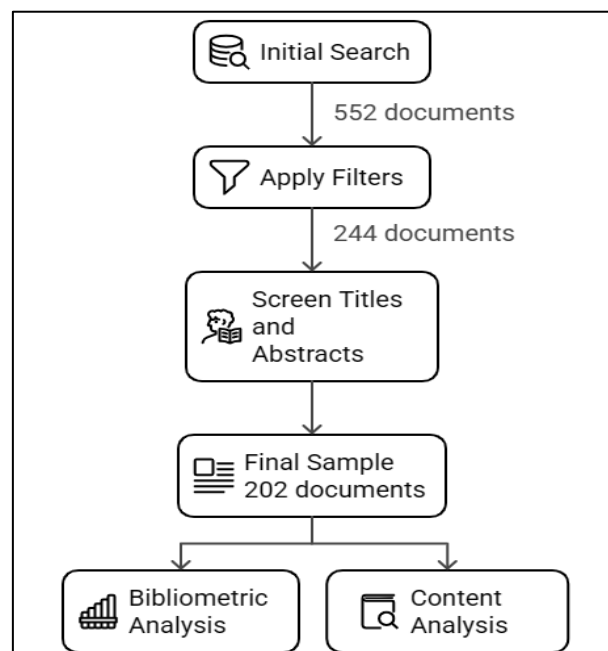 Initial Search
552 documents
Apply Filters
244 documents
Screen Titles
and
Abstracts
Final Sample
202 documents
Bibliometric
Analysis
Content
Analysis